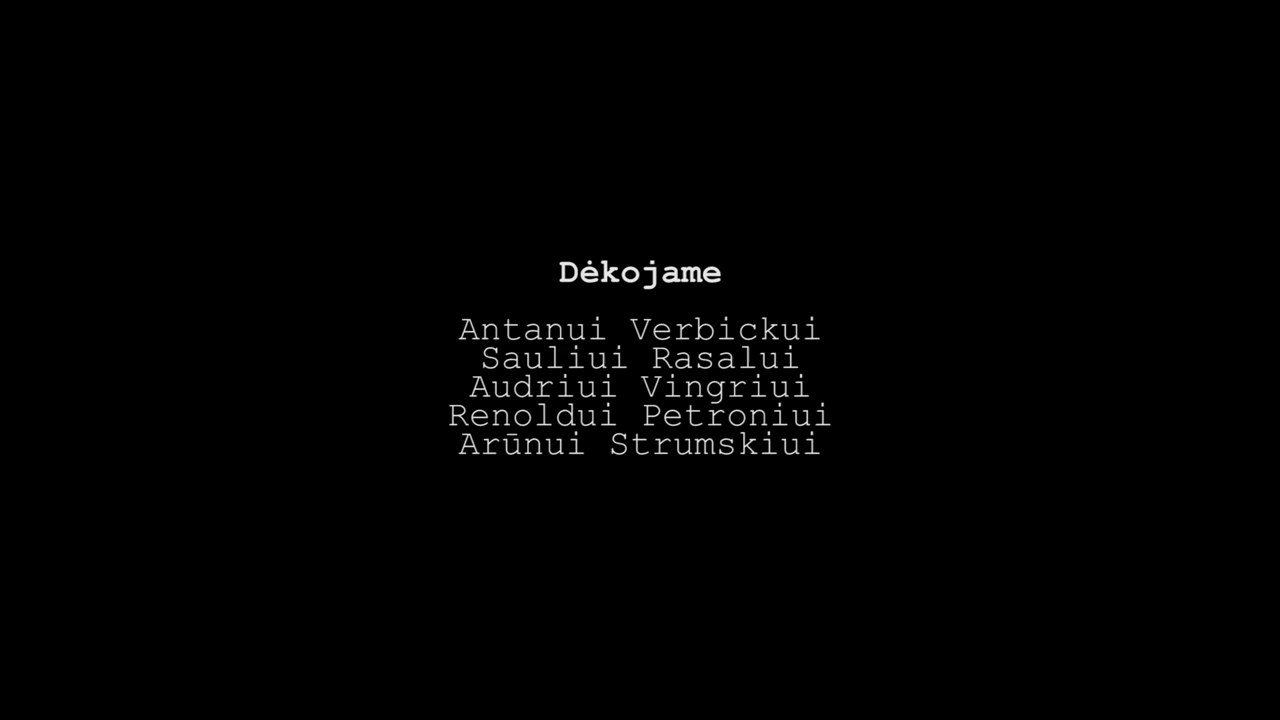 Dėkojame
Antanui Verbickui
Sauliui Rasalui
Audriui Vingriui
Renoldui Petroniui
Arūnui Strumskiui